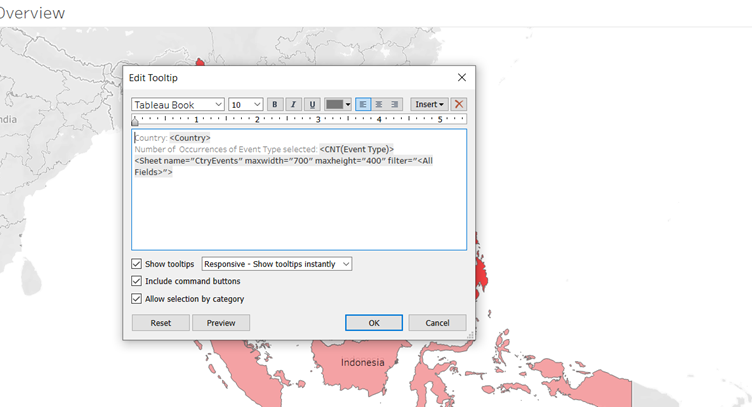 Overview
Edit Tooltip
Tableau Book 10 B I U Insert
1 2 3 4 5
ndia
Country: <Country>
Number of Occurrences of Event Type selected: <CNT(Event Type)>
<Sheet name="CtryEvents" maxwidth="700" maxheight="400" filter="<All
Fields>">
Show tooltips Responsive - Show tooltips instantly
Include command buttons
Allow selection by category
Reset Preview OK Cancel
Indonesia